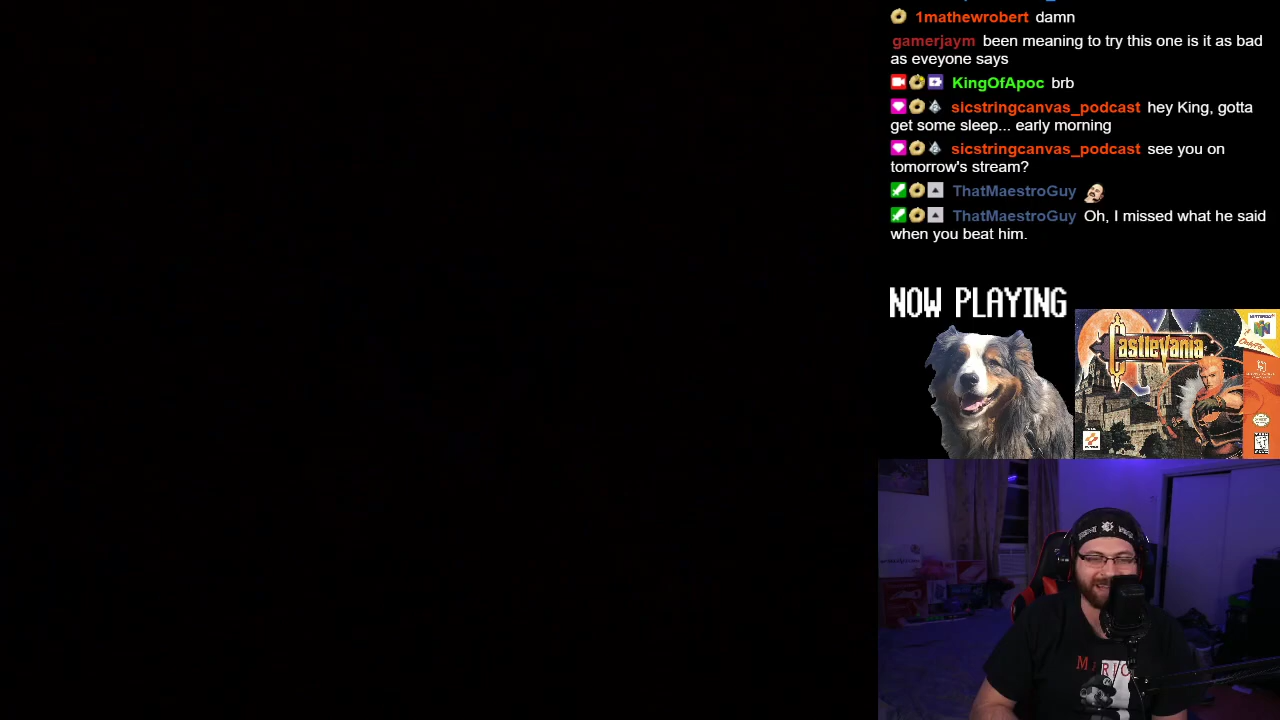 1mathewrobert damn
gamerjaym been meaning to try this one is it as bad
as eveyone says
KingOfApoc brb
sicstringcanvas_podcast hey King, gotta
get some sleep... early morning
sicstringcanvas_podcast see you on
tomorrow's stream?
ThatMaestroGuy
ThatMaestroGuy Oh, I missed what he said
when you beat him.
NOW PLAYING
Castlevania